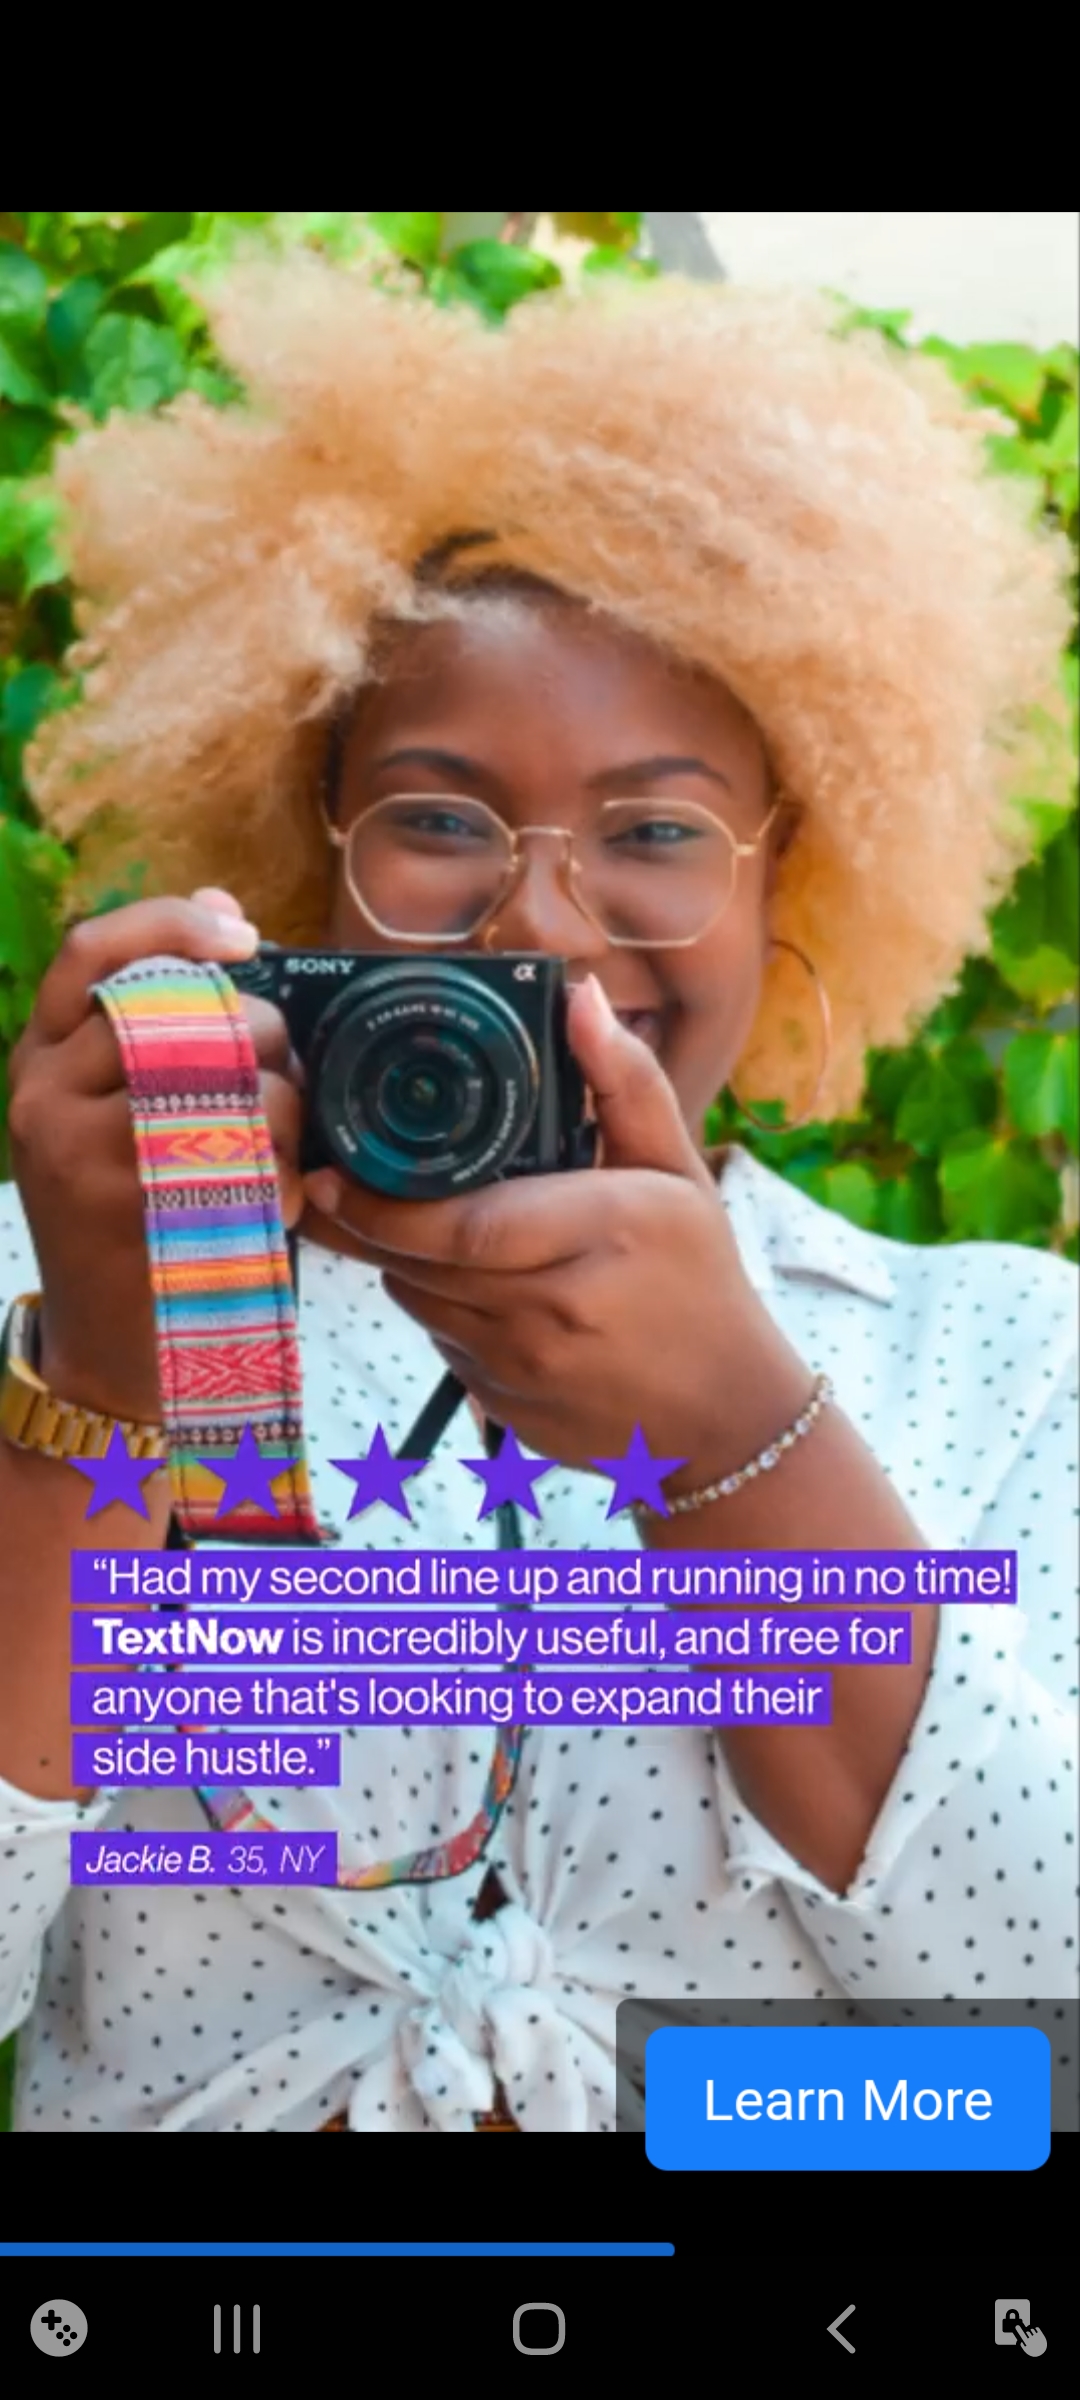 SONY α
“Had my second line up and running in no time!
TextNow is incredibly useful, and free for
anyone that's looking to expand their
side hustle.”
Jackie B. 35, NY
Learn More